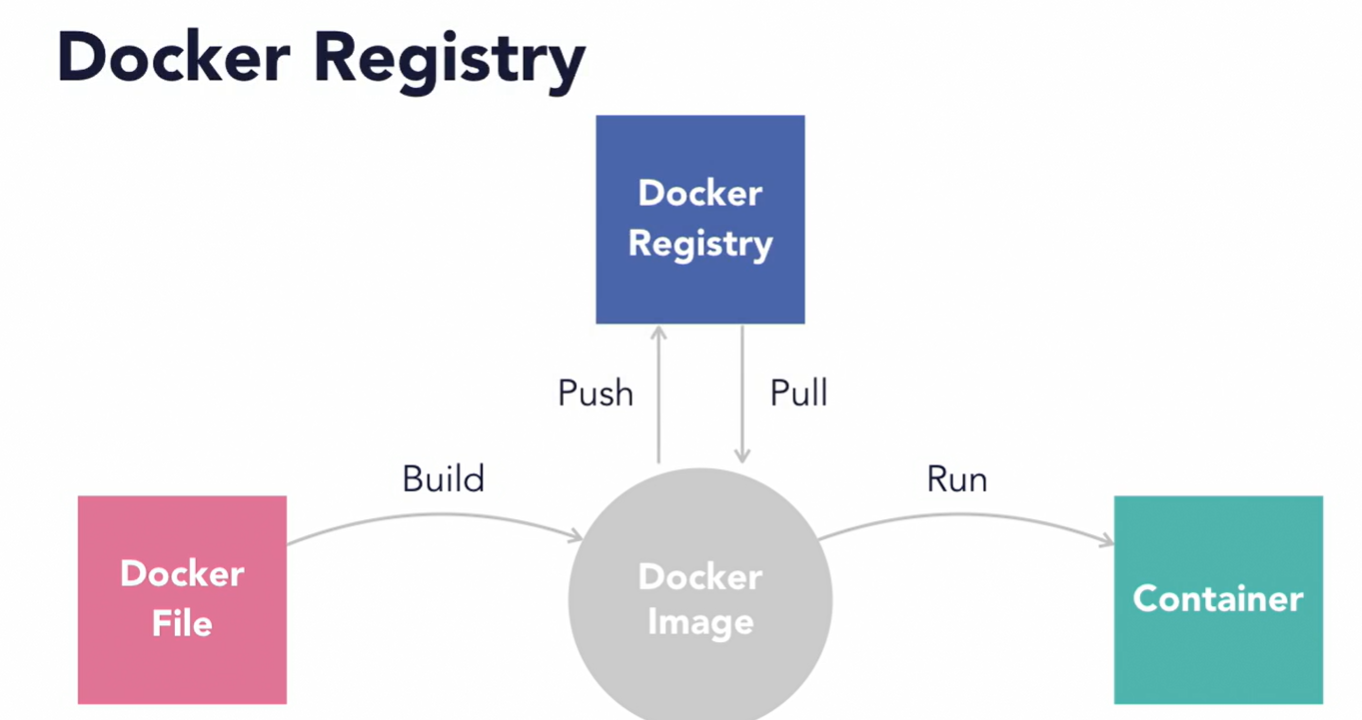 Docker Registry
Docker
Registry
Push
Pull
Build
Run
Docker
File
Docker
Image
Container